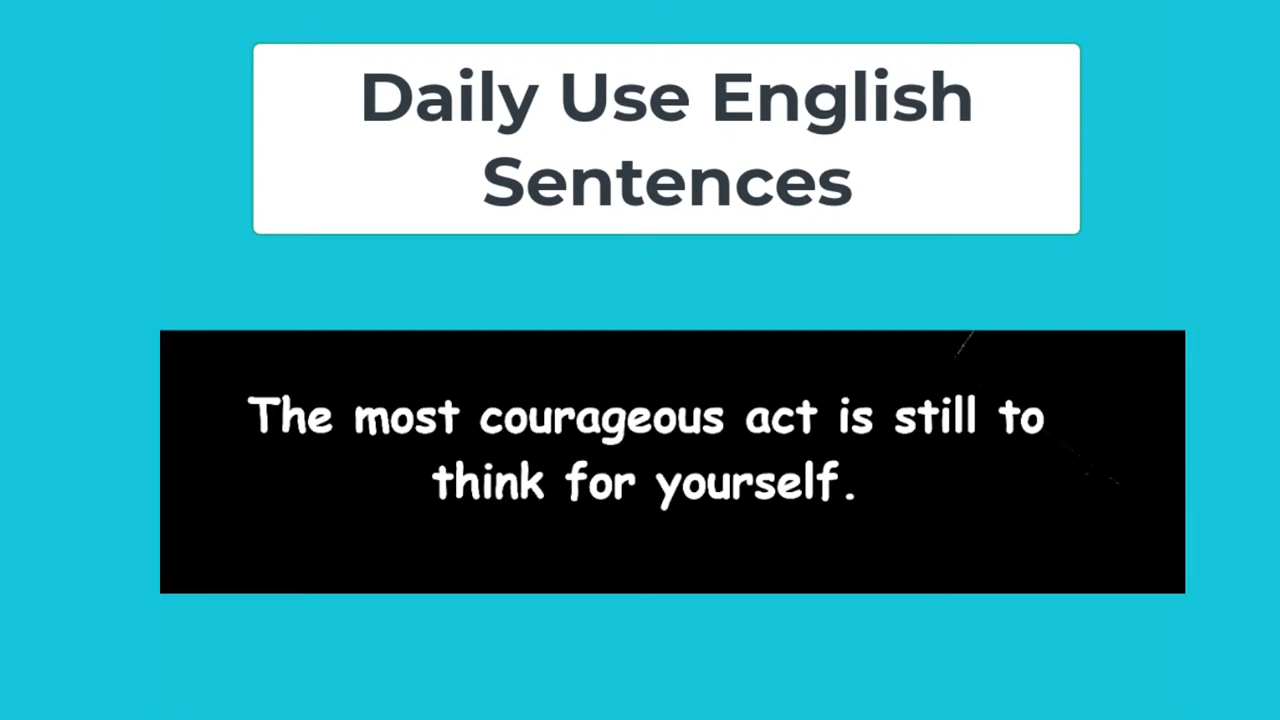 Daily Use English
Sentences
The most courageous act is still to
think for yourself.